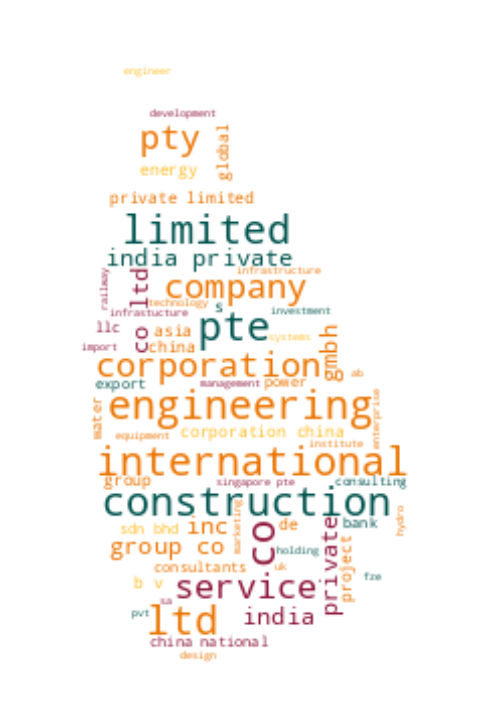 engineer
development
pty
global
energy
private limited
limited
india private
infrastructure
railway
co ltd
company
technology
s
infrastucture
investment
llc
asia
pte
systems
import
china
gmbh
corporation
export
management
power
ab
engineering
water
enterprise
equipment
corporation china
institute
international
group
singapore pte
consulting
construction
sdn bhd
inc
marketing
co
de
private
bank
hydro
group co
holding
project
consultants
uk
b v
service
fze
sa
pvt
ltd
india
china national
design